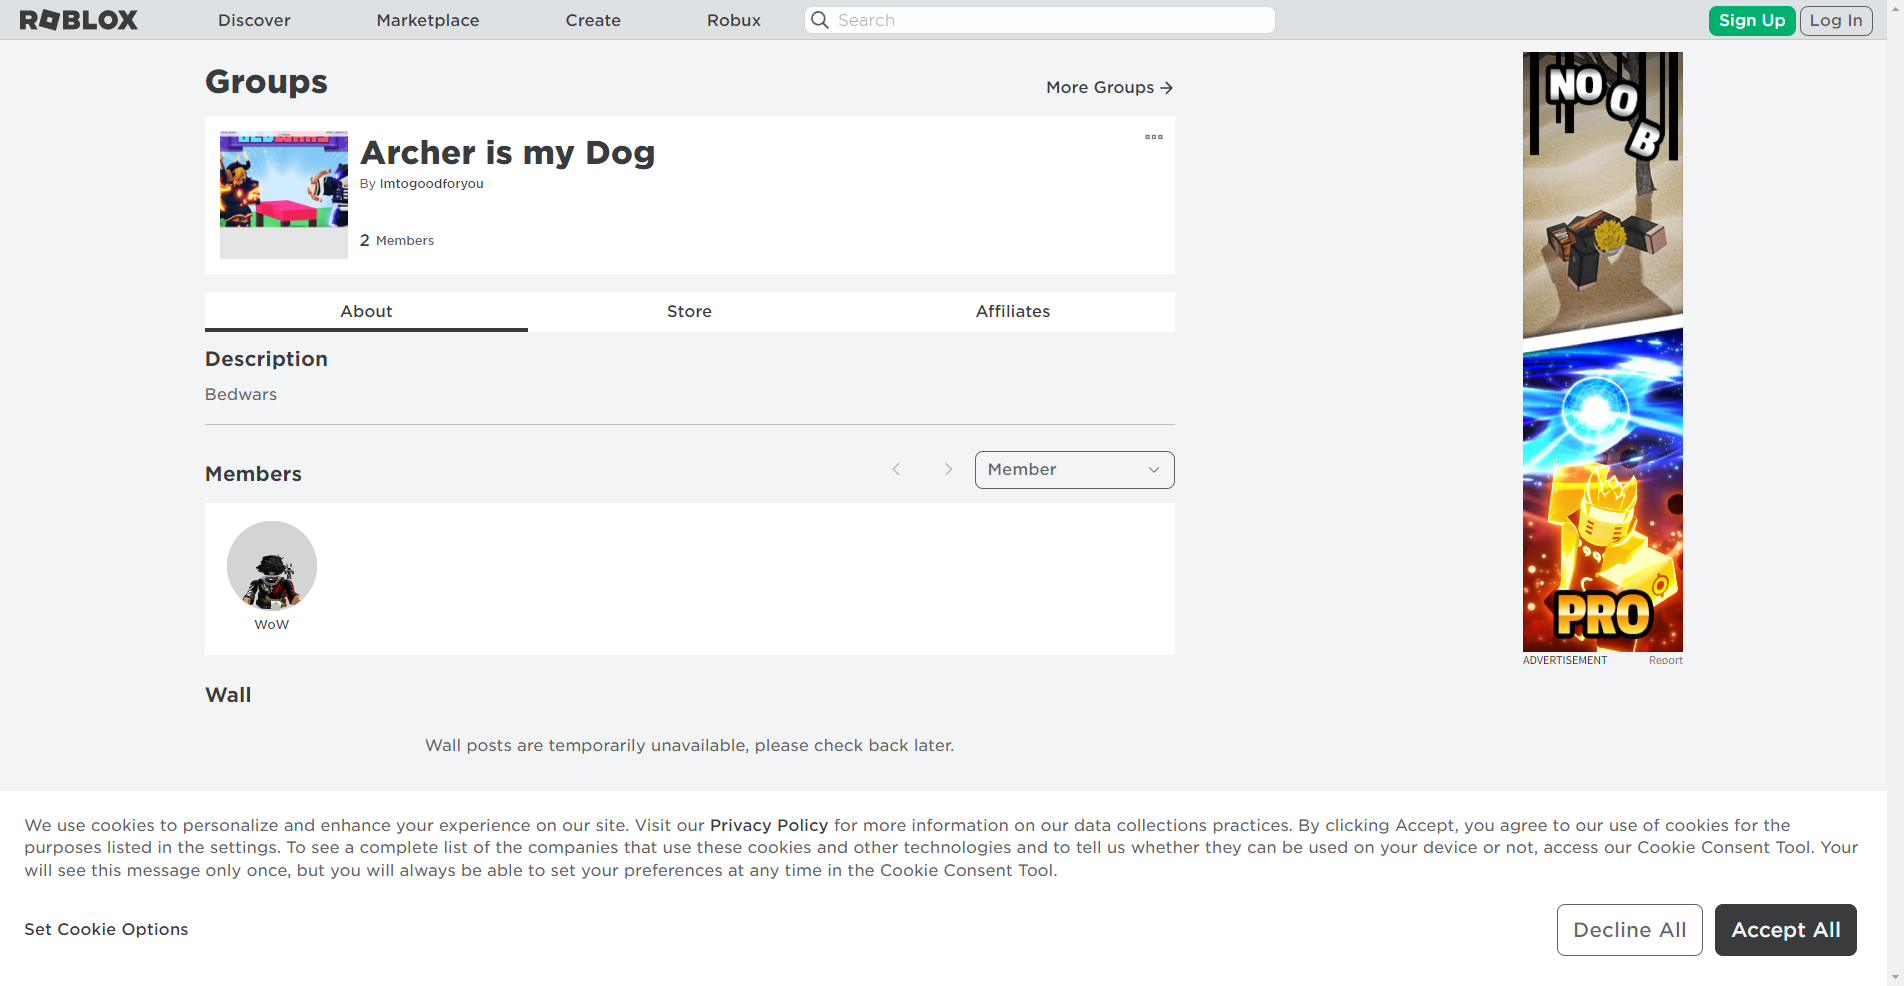 ROBLOX
Discover
Marketplace
Create
Robux
Search
Sign Up
Log In
Groups
More Groups
Archer is my Dog
By Imtogoodforyou
2 Members
About
Store
Affiliates
Description
Bedwars
Members
Member
WoW
Wall
Wall posts are temporarily unavailable, please check back later.
NOOB
PRO
ADVERTISEMENT
Report
We use cookies to personalize and enhance your experience on our site. Visit our Privacy Policy for more information on our data collections practices. By clicking Accept, you agree to our use of cookies for the
purposes listed in the settings. To see a complete list of the companies that use these cookies and other technologies and to tell us whether they can be used on your device or not, access our Cookie Consent Tool. Your
will see this message only once, but you will always be able to set your preferences at any time in the Cookie Consent Tool.
Set Cookie Options
Decline All
Accept All